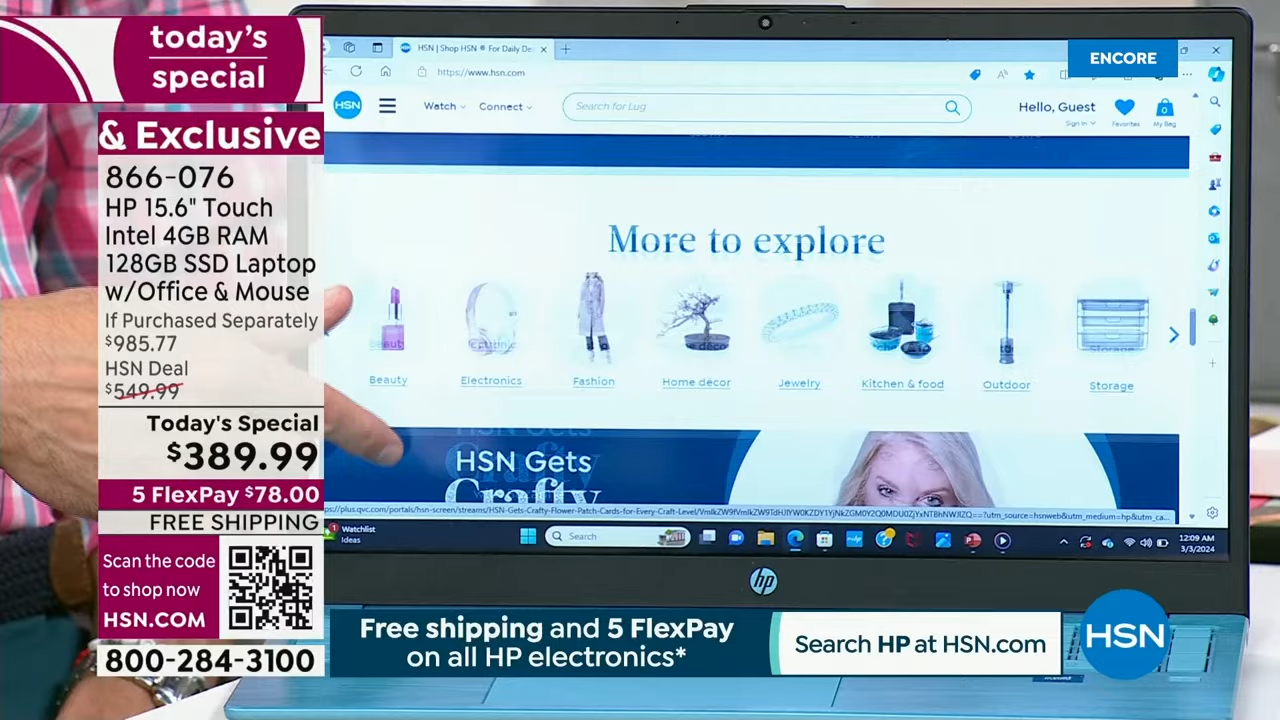 today's
special
& Exclusive
866-076
HP 15.6" Touch
Intel 4GB RAM
128GB SSD Laptop
w/Office & Mouse
If Purchased Separately
$985.77
HSN Deal
$549.99
Today's Special
$389.99
5 FlexPay $78.00
FREE SHIPPING
Scan the code
to shop now
HSN.COM
800-284-3100
HSN | Shop HSN ® For Daily De
ENCORE
https://www.hsn.com
HSN
Watch
Connect
Search for Lug
Hello, Guest
Sign In
Favorites
0
My Bag
More to explore
Beauty
Electronics
Fashion
Home décor
Jewelry
Kitchen & food
Outdoor
Storage
HSN Gets
Crafty
1
Watchlist
Ideas
Search
12:09 AM
3/3/2024
hp
Free shipping and 5 FlexPay
on all HP electronics*
Search HP at HSN.com
HSN